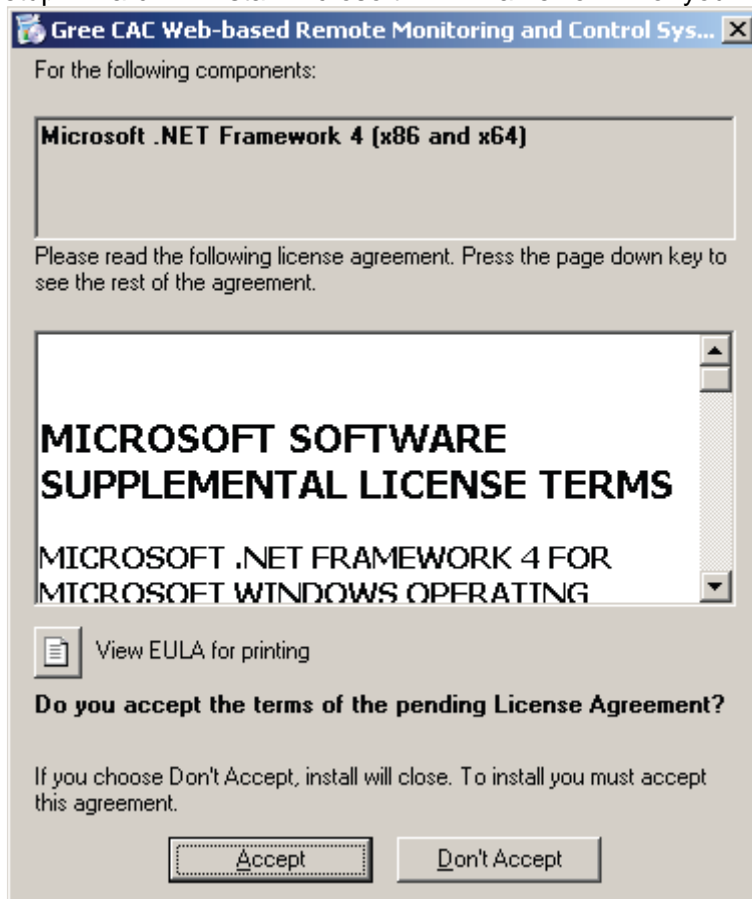 Gree CAC Web-based Remote Monitoring and Control Sys...
For the following components:
Microsoft .NET Framework 4 (x86 and x64)
Please read the following license agreement. Press the page down key to
see the rest of the agreement.
MICROSOFT SOFTWARE
SUPPLEMENTAL LICENSE TERMS
MICROSOFT .NET FRAMEWORK 4 FOR
MICROSOFT WINDOWS OPERATING
View EULA for printing
Do you accept the terms of the pending License Agreement?
If you choose Don't Accept, install will close. To install you must accept
this agreement.
Accept
Don't Accept